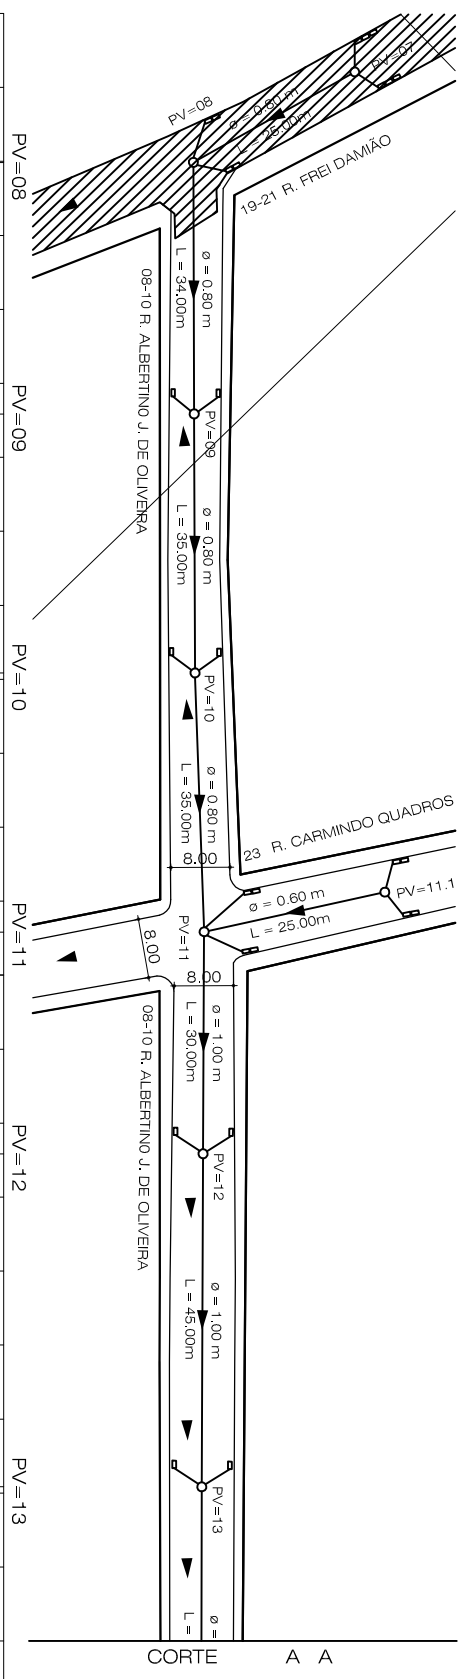 PV=07
PV=08
ø = 0.80 m
L = 25.00m
19-21 R. FREI DAMIÃO
PV=08
ø = 0.80 m
L = 34.00m
08-10 R. ALBERTINO J. DE OLIVEIRA
PV=09
PV=09
ø = 0.80 m
L = 35.00m
PV=10
PV=10
ø = 0.80 m
L = 35.00m
8.00
23 R. CARMINDO QUADROS
PV=11.1
ø = 0.60 m
L = 25.00m
PV=11
PV=11
8.00
8.00
ø = 1.00 m
L = 30.00m
08-10 R. ALBERTINO J. DE OLIVEIRA
PV=12
PV=12
ø = 1.00 m
L = 45.00m
PV=13
PV=13
ø =
L =
CORTE A A